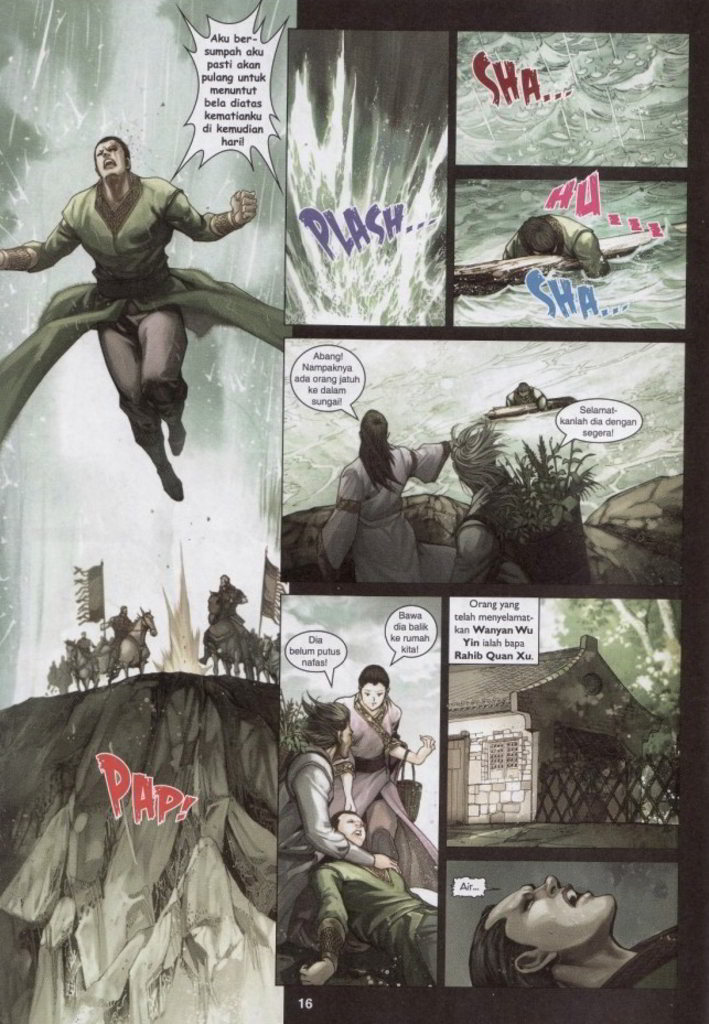 Aku ber-
sumpah aku
pasti akan
pulang untuk
menuntut
bela diatas
kematianku
di kemudian
hari!
PAP!
PLASH...
SHA...
HU...
SHA...
Abang!
Nampaknya
ada orang jatuh
ke dalam
sungai!
Selamat-
kanlah dia dengan
segera!
Dia
belum putus
nafas!
Bawa
dia balik
ke rumah
kita!
Orang yang
telah menyelamat-
kan Wanyan Wu
Yin ialah bapa
Rahib Quan Xu.
Air...
16